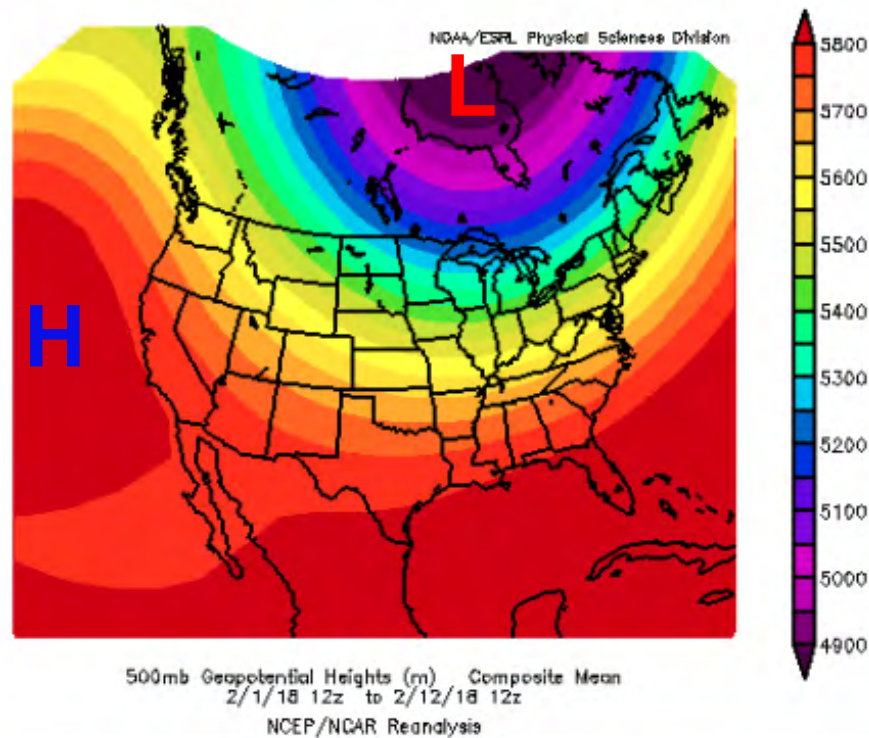 NOAA/ESRL Physical Sciences Division
L
H
5800
5700
5600
5500
5400
5300
5200
5100
5000
4900
500mb Geopotential Heights (m) Composite Mean
2/1/18 12z to 2/12/18 12z
NCEP/NCAR Reanalysis